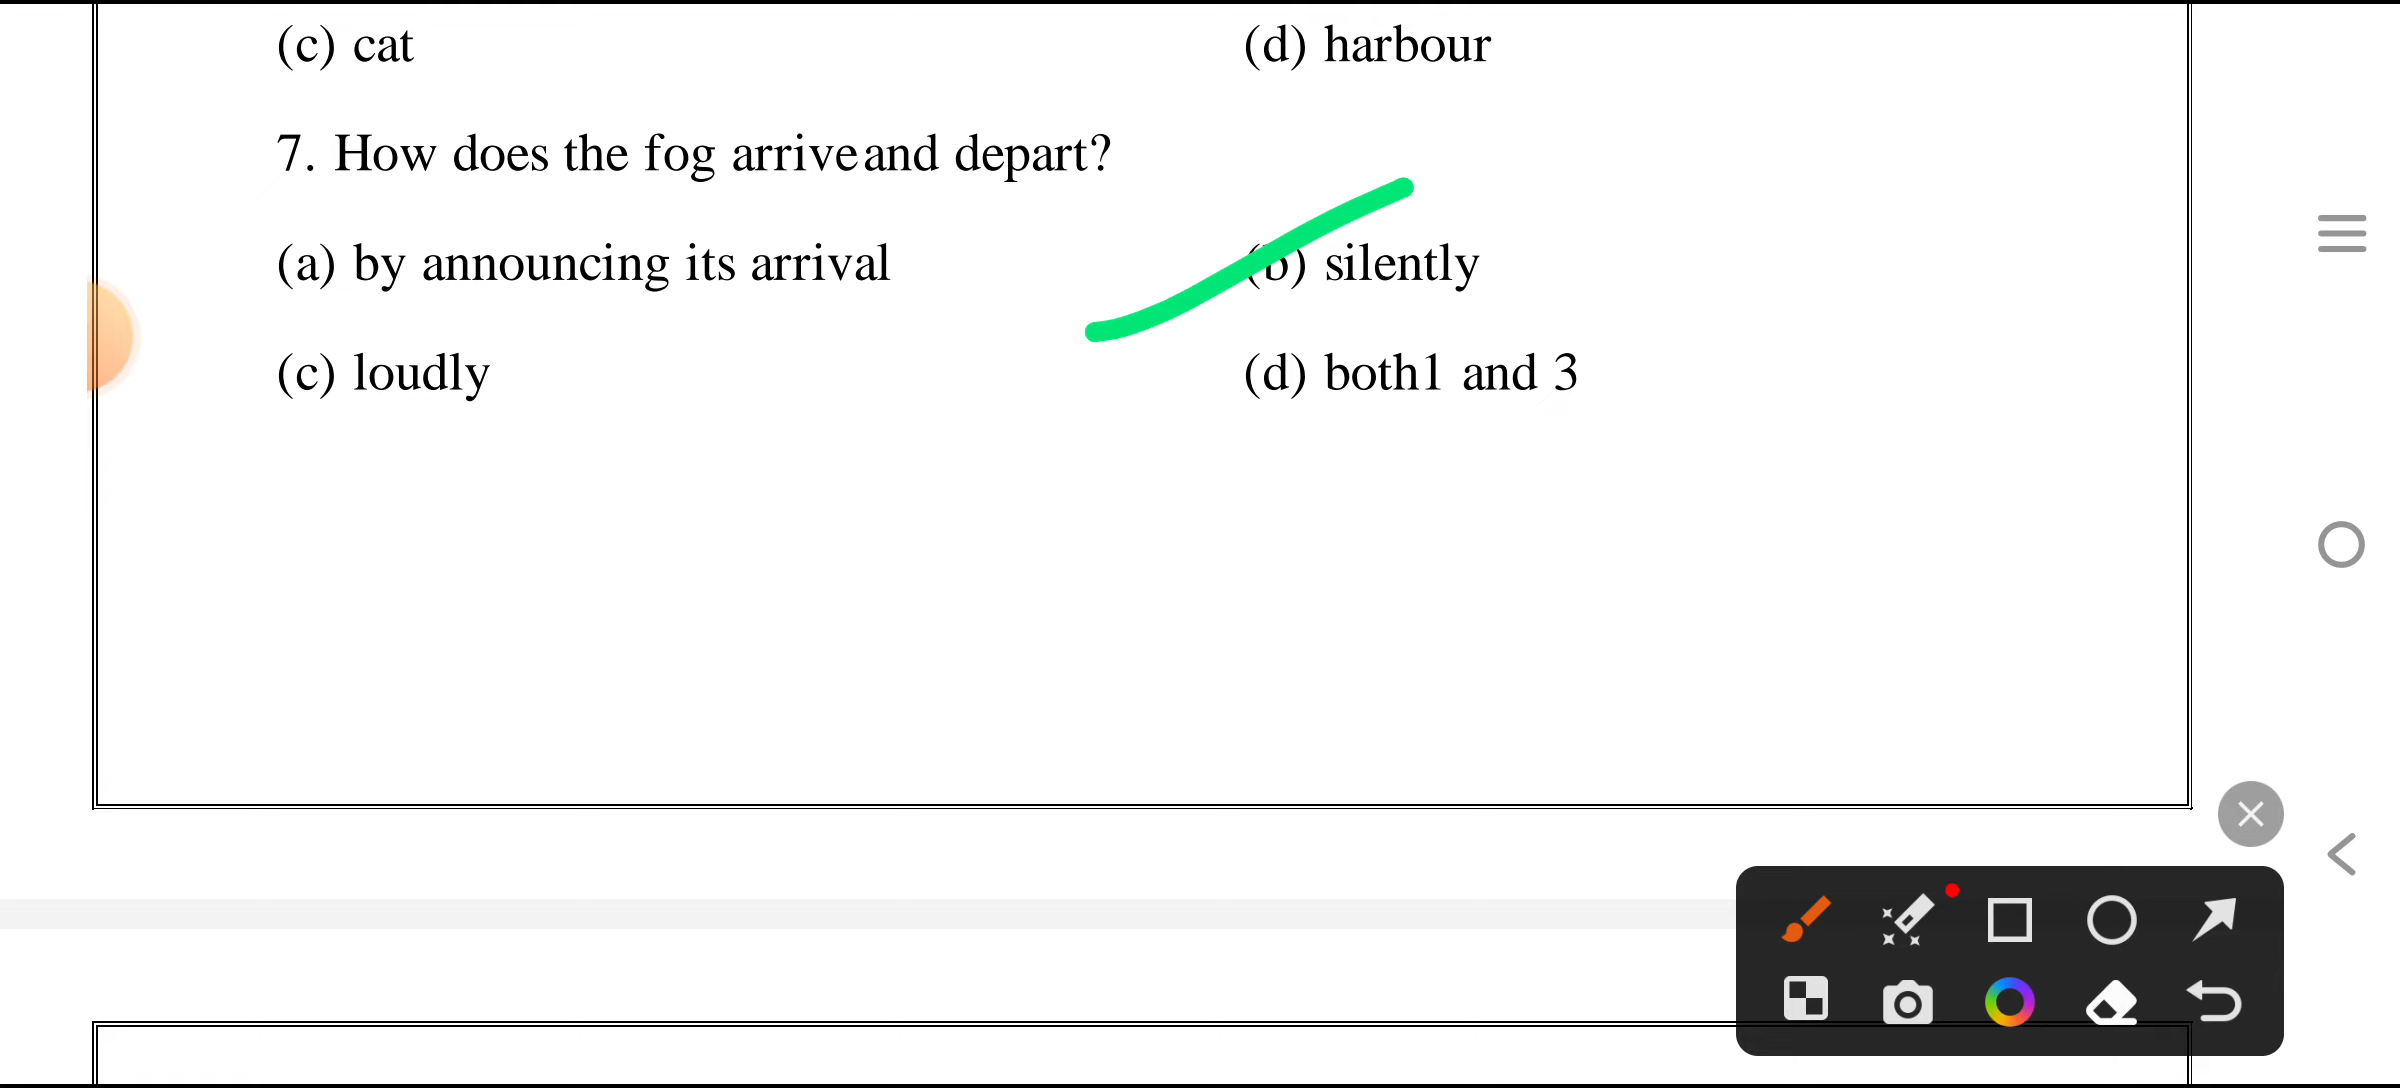 (c) cat (d) harbour
7. How does the fog arrive and depart?
(a) by announcing its arrival (b) silently
(c) loudly (d) both1 and 3